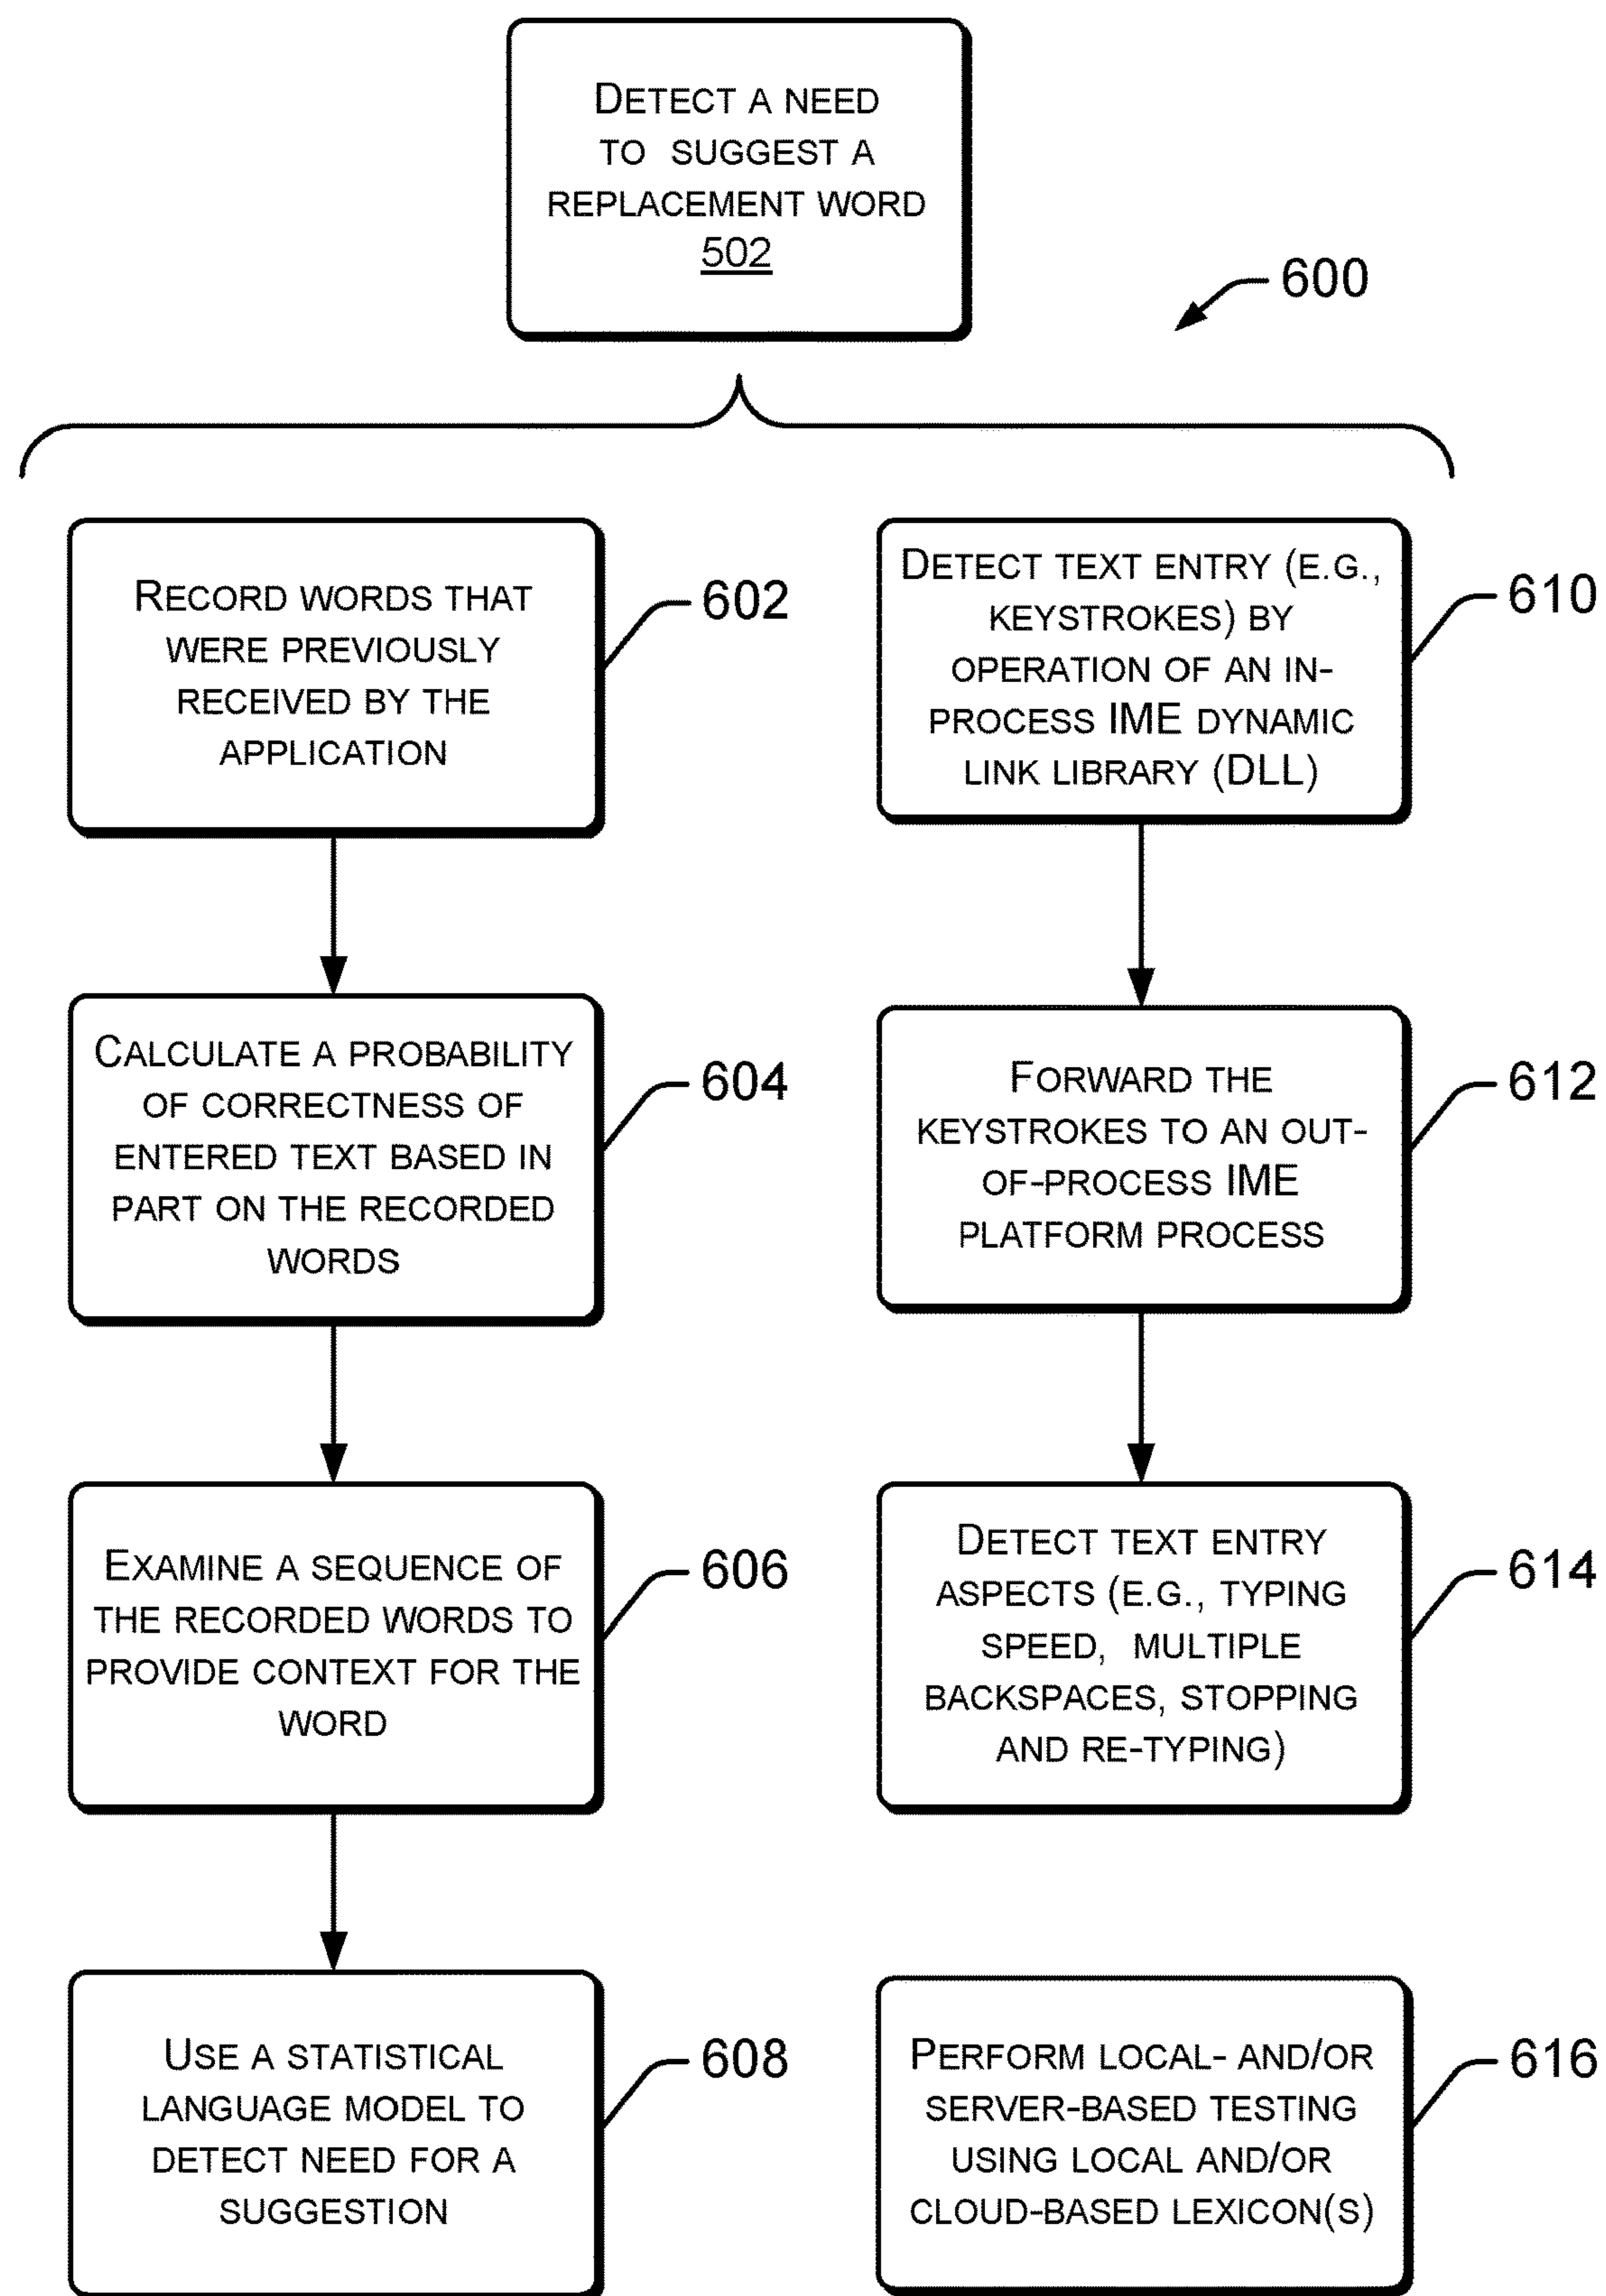 DETECT A NEED
TO SUGGEST A
REPLACEMENT WORD
502
600
RECORD WORDS THAT
WERE PREVIOUSLY
RECEIVED BY THE
APPLICATION
602
CALCULATE A PROBABILITY
OF CORRECTNESS OF
ENTERED TEXT BASED IN
PART ON THE RECORDED
WORDS
604
EXAMINE A SEQUENCE OF
THE RECORDED WORDS TO
PROVIDE CONTEXT FOR THE
WORD
606
USE A STATISTICAL
LANGUAGE MODEL TO
DETECT NEED FOR A
SUGGESTION
608
DETECT TEXT ENTRY (E.G.,
KEYSTROKES) BY
OPERATION OF AN IN-
PROCESS IME DYNAMIC
LINK LIBRARY (DLL)
610
FORWARD THE
KEYSTROKES TO AN OUT-
OF-PROCESS IME
PLATFORM PROCESS
612
DETECT TEXT ENTRY
ASPECTS (E.G., TYPING
SPEED, MULTIPLE
BACKSPACES, STOPPING
AND RE-TYPING)
614
PERFORM LOCAL- AND/OR
SERVER-BASED TESTING
USING LOCAL AND/OR
CLOUD-BASED LEXICON(S)
616